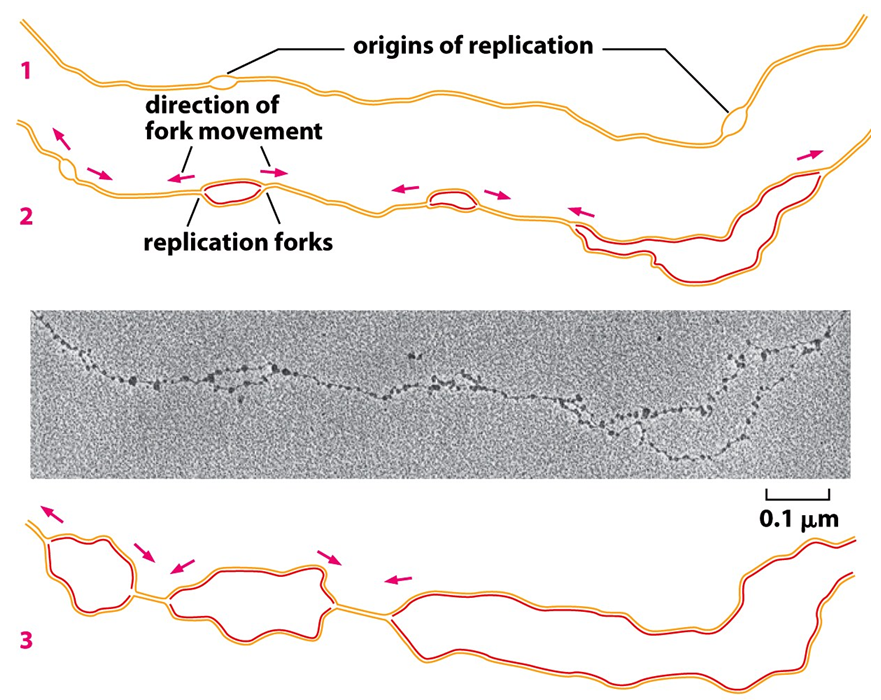 origins of replication
1
direction of
fork movement
2
replication forks
0.1 μm
3